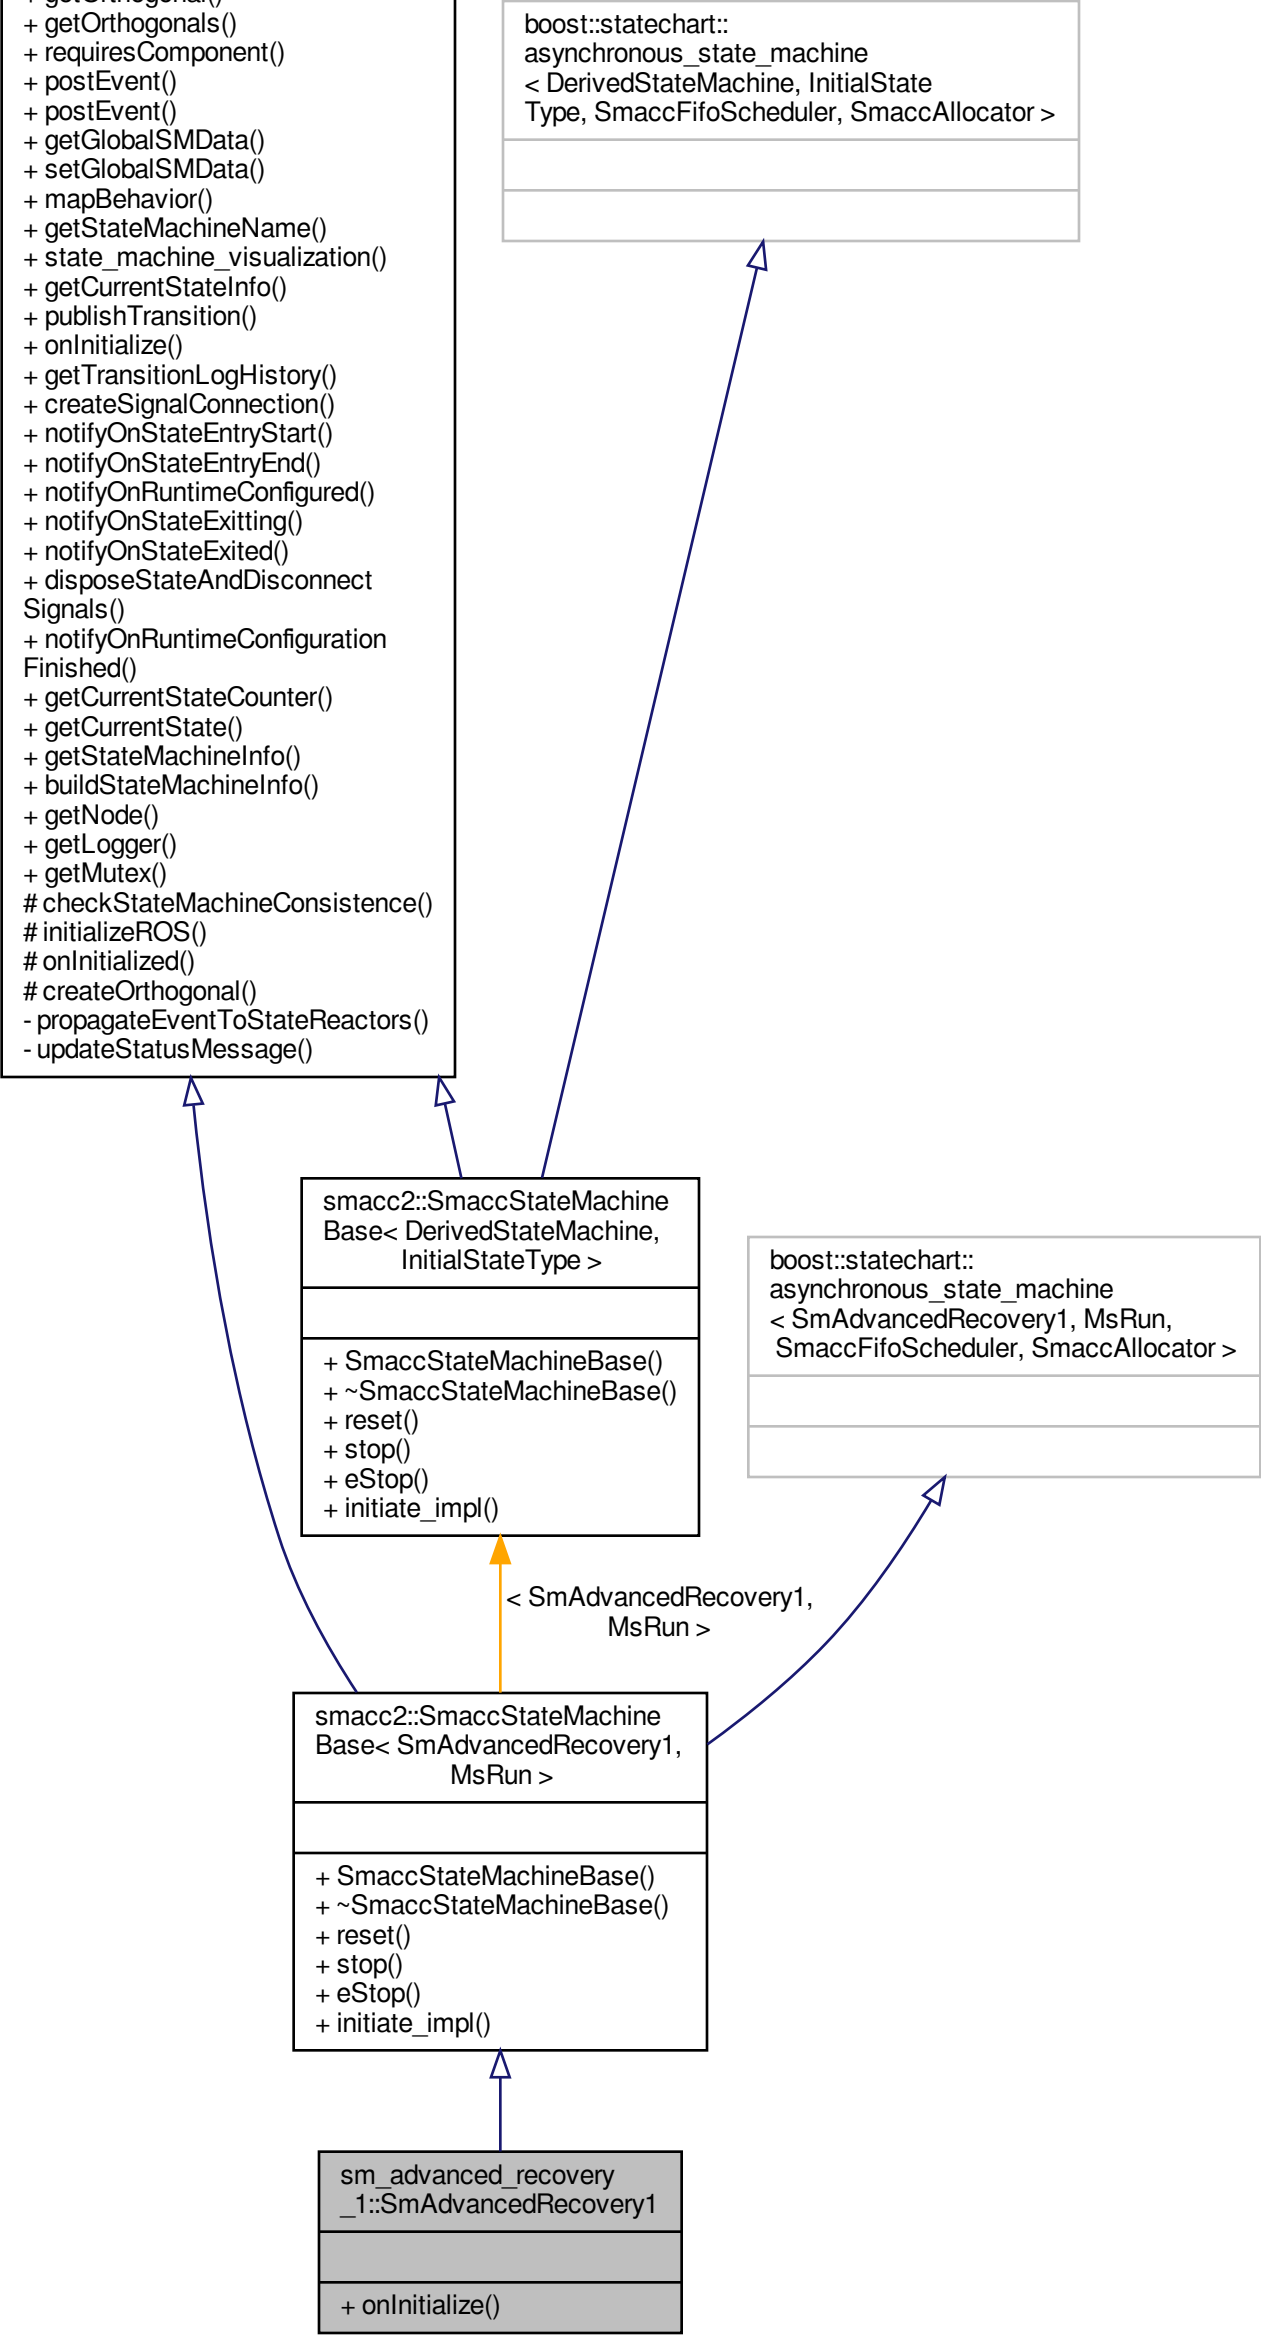 + getOrthogonal()
+ getOrthogonals()
+ requiresComponent()
+ postEvent()
+ postEvent()
+ getGlobalSMData()
+ setGlobalSMData()
+ mapBehavior()
+ getStateMachineName()
+ state_machine_visualization()
+ getCurrentStateInfo()
+ publishTransition()
+ onInitialize()
+ getTransitionLogHistory()
+ createSignalConnection()
+ notifyOnStateEntryStart()
+ notifyOnStateEntryEnd()
+ notifyOnRuntimeConfigured()
+ notifyOnStateExitting()
+ notifyOnStateExited()
+ disposeStateAndDisconnect
Signals()
+ notifyOnRuntimeConfiguration
Finished()
+ getCurrentStateCounter()
+ getCurrentState()
+ getStateMachineInfo()
+ buildStateMachineInfo()
+ getNode()
+ getLogger()
+ getMutex()
# checkStateMachineConsistence()
# initializeROS()
# onInitialized()
# createOrthogonal()
- propagateEventToStateReactors()
- updateStatusMessage()
boost::statechart::
asynchronous_state_machine
< DerivedStateMachine, InitialState
Type, SmaccFifoScheduler, SmaccAllocator >
smacc2::SmaccStateMachine
Base< DerivedStateMachine,
InitialStateType >
+ SmaccStateMachineBase()
+ ~SmaccStateMachineBase()
+ reset()
+ stop()
+ eStop()
+ initiate_impl()
boost::statechart::
asynchronous_state_machine
< SmAdvancedRecovery1, MsRun,
SmaccFifoScheduler, SmaccAllocator >
< SmAdvancedRecovery1,
MsRun >
smacc2::SmaccStateMachine
Base< SmAdvancedRecovery1,
MsRun >
+ SmaccStateMachineBase()
+ ~SmaccStateMachineBase()
+ reset()
+ stop()
+ eStop()
+ initiate_impl()
sm_advanced_recovery
_1::SmAdvancedRecovery1
+ onInitialize()